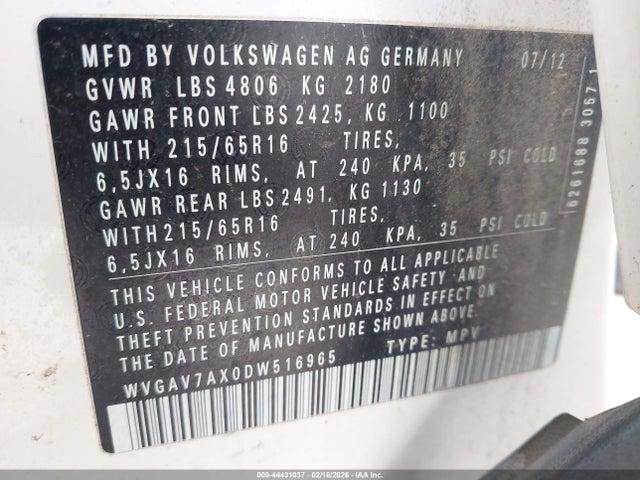 MFD BY VOLKSWAGEN AG GERMANY 07/12
GVWR LBS 4806 KG 2180
GAWR FRONT LBS 2425, KG 1100
WITH 215/65R16 TIRES,
6,5JX16 RIMS, AT 240 KPA, 35 PSI COLD
GAWR REAR LBS 2491, KG 1130
WITH 215/65R16 TIRES,
6,5JX16 RIMS, AT 240 KPA, 35 PSI COLD
THIS VEHICLE CONFORMS TO ALL APPLICABLE
U.S. FEDERAL MOTOR VEHICLE SAFETY AND
THEFT PREVENTION STANDARDS IN EFFECT ON
THE DATE OF MANUFACTURE SHOWN ABOVE.
WVGAV7AX0DW516965 TYPE: MPV
6261688 3057 1
000-44431037 - 02/18/2026 - IAAI Policy